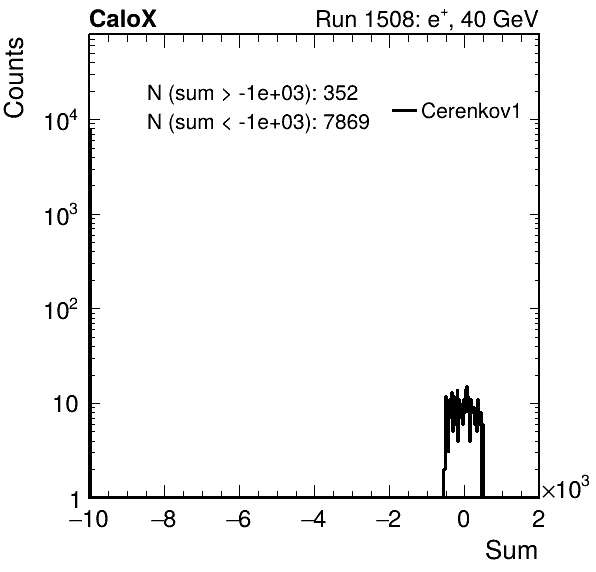 CaloX Run 1508: e⁺, 40 GeV
Counts
N (sum > -1e+03): 352
N (sum < -1e+03): 7869
Cerenkov1
10⁴
10³
10²
10
1
−10 −8 −6 −4 −2 0 2
×10³
Sum